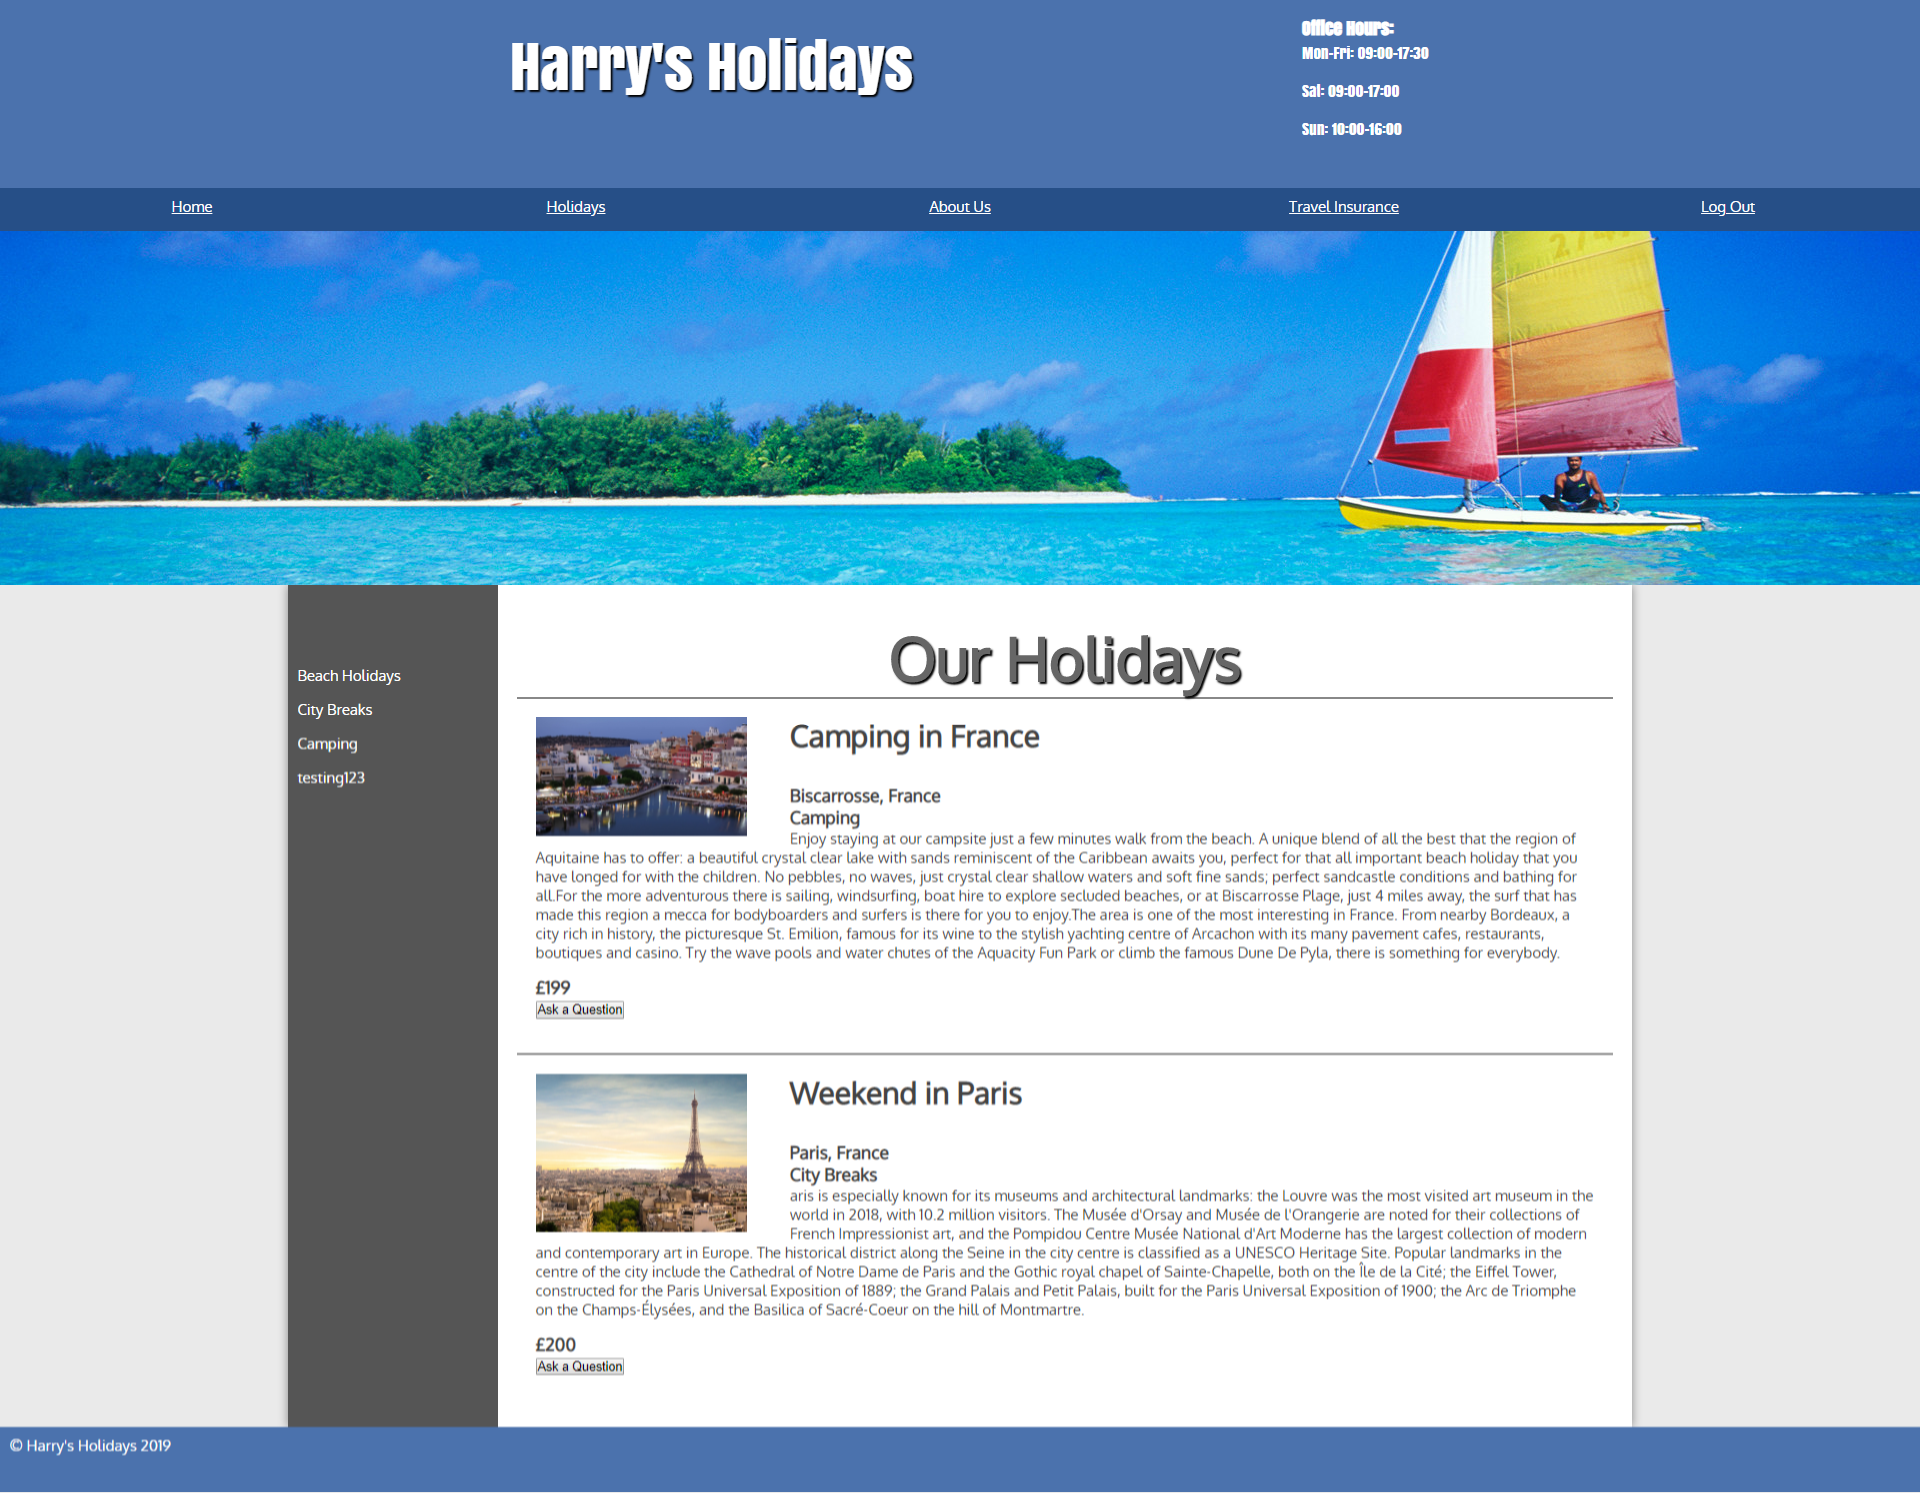 Harry's Holidays
Office Hours:
Mon-Fri: 09:00-17:30
Sat: 09:00-17:00
Sun: 10:00-16:00
Home
Holidays
About Us
Travel Insurance
Log Out
Beach Holidays
City Breaks
Camping
testing123
Our Holidays
Camping in France
Biscarrosse, France
Camping
Enjoy staying at our campsite just a few minutes walk from the beach. A unique blend of all the best that the region of
Aquitaine has to offer: a beautiful crystal clear lake with sands reminiscent of the Caribbean awaits you, perfect for that all important beach holiday that you
have longed for with the children. No pebbles, no waves, just crystal clear shallow waters and soft fine sands; perfect sandcastle conditions and bathing for
all.For the more adventurous there is sailing, windsurfing, boat hire to explore secluded beaches, or at Biscarrosse Plage, just 4 miles away, the surf that has
made this region a mecca for bodyboarders and surfers is there for you to enjoy.The area is one of the most interesting in France. From nearby Bordeaux, a
city rich in history, the picturesque St. Emilion, famous for its wine to the stylish yachting centre of Arcachon with its many pavement cafes, restaurants,
boutiques and casino. Try the wave pools and water chutes of the Aquacity Fun Park or climb the famous Dune De Pyla, there is something for everybody.
£199
Ask a Question
Weekend in Paris
Paris, France
City Breaks
aris is especially known for its museums and architectural landmarks: the Louvre was the most visited art museum in the
world in 2018, with 10.2 million visitors. The Musée d'Orsay and Musée de l'Orangerie are noted for their collections of
French Impressionist art, and the Pompidou Centre Musée National d'Art Moderne has the largest collection of modern
and contemporary art in Europe. The historical district along the Seine in the city centre is classified as a UNESCO Heritage Site. Popular landmarks in the
centre of the city include the Cathedral of Notre Dame de Paris and the Gothic royal chapel of Sainte-Chapelle, both on the Île de la Cité; the Eiffel Tower,
constructed for the Paris Universal Exposition of 1889; the Grand Palais and Petit Palais, built for the Paris Universal Exposition of 1900; the Arc de Triomphe
on the Champs-Élysées, and the Basilica of Sacré-Coeur on the hill of Montmartre.
£200
Ask a Question
© Harry's Holidays 2019